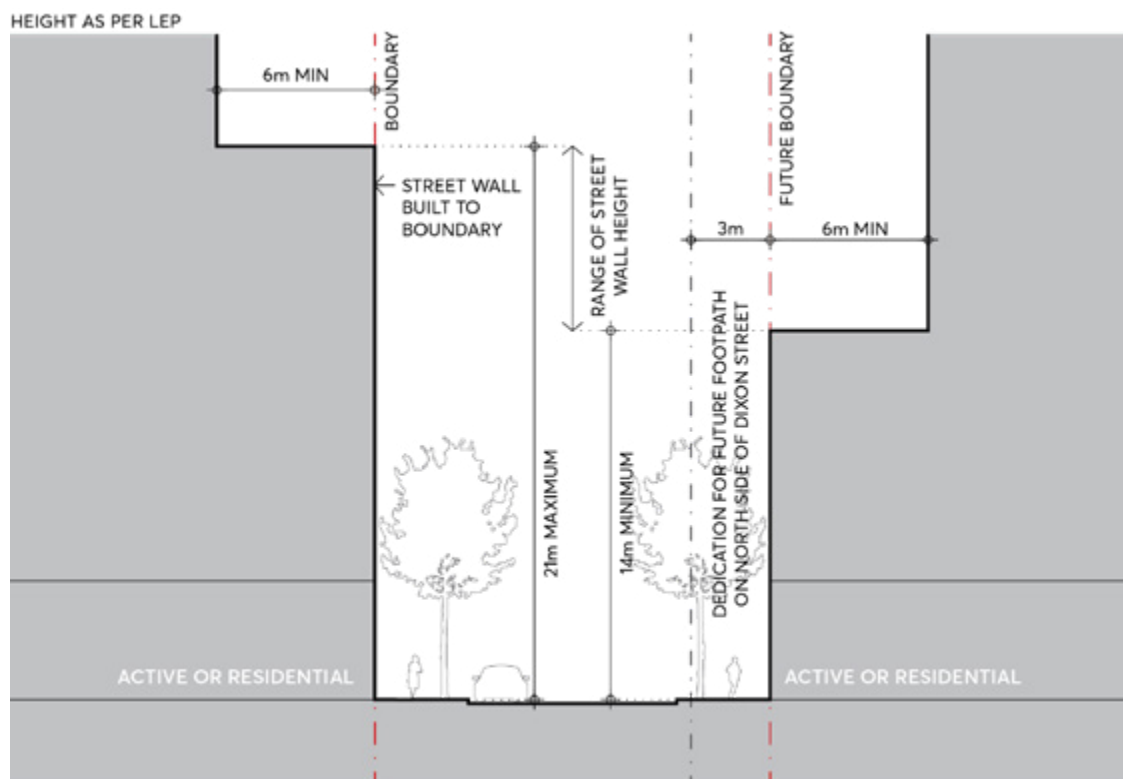 HEIGHT AS PER LEP
6m MIN
BOUNDARY
STREET WALL
BUILT TO
BOUNDARY
21m MAXIMUM
RANGE OF STREET
WALL HEIGHT
14m MINIMUM
3m
FUTURE BOUNDARY
6m MIN
DEDICATION FOR FUTURE FOOTPATH
ON NORTH SIDE OF DIXON STREET
ACTIVE OR RESIDENTIAL
ACTIVE OR RESIDENTIAL